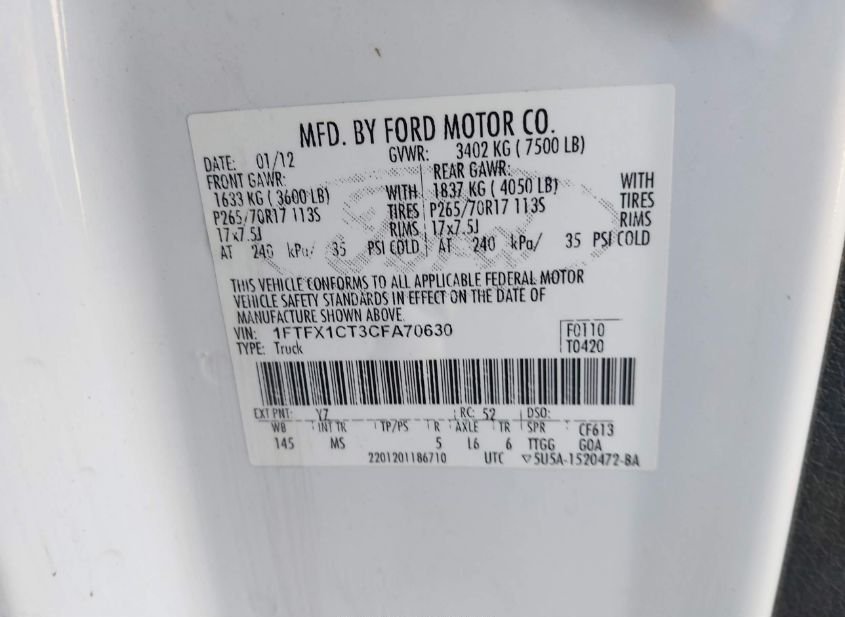 MFD. BY FORD MOTOR CO.
DATE: 01/12 GVWR: 3402 KG ( 7500 LB)
FRONT GAWR: REAR GAWR:
1633 KG ( 3600 LB) WITH 1837 KG ( 4050 LB) WITH
P265/70R17 113S TIRES P265/70R17 113S TIRES
17x7.5J RIMS 17x7.5J RIMS
AT 240 kPa/ 35 PSI COLD AT 240 kPa/ 35 PSI COLD
THIS VEHICLE CONFORMS TO ALL APPLICABLE FEDERAL MOTOR
VEHICLE SAFETY STANDARDS IN EFFECT ON THE DATE OF
MANUFACTURE SHOWN ABOVE.
VIN: 1FTFX1CT3CFA70630 F0110
TYPE: Truck T0420
EXT PNT: YZ RC: 52 DSO:
WB INT TR TP/PS R AXLE TR SPR CF613
145 MS 5 L6 6 TTGG GOA
2201201186710 UTC ▽5U5A-1520472-BA